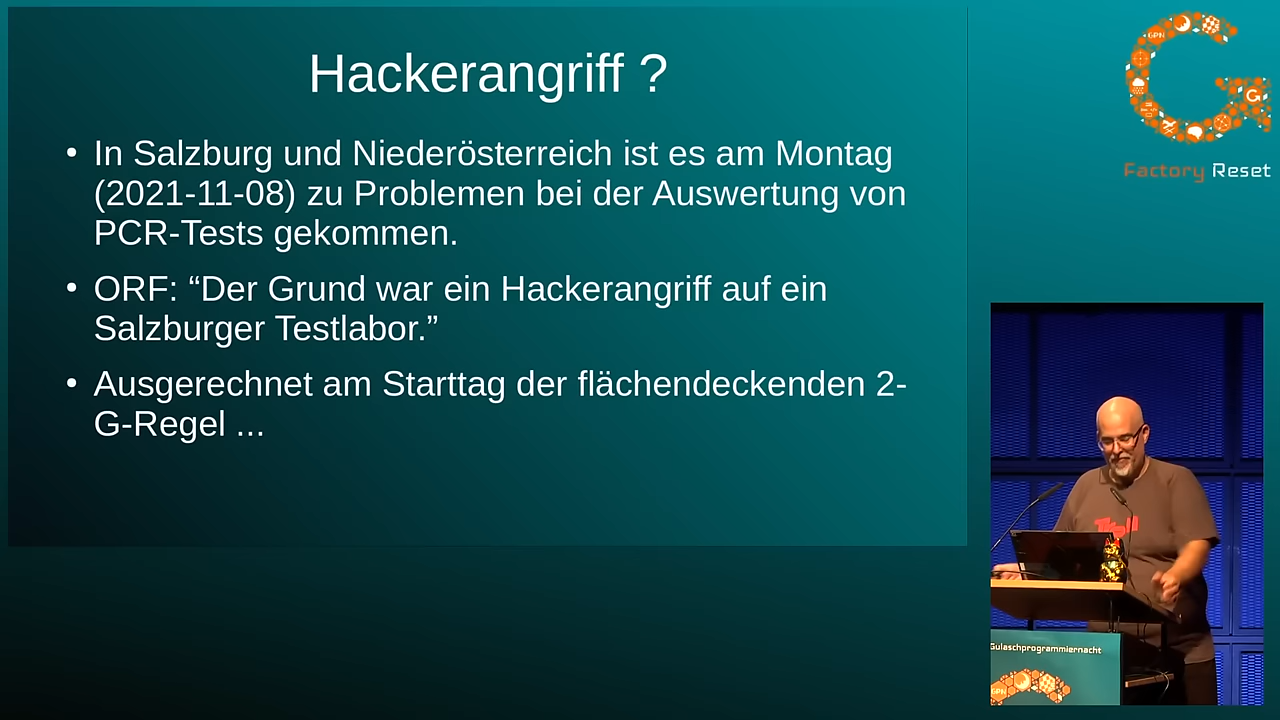 Hackerangriff ?
• In Salzburg und Niederösterreich ist es am Montag
(2021-11-08) zu Problemen bei der Auswertung von
PCR-Tests gekommen.
• ORF: “Der Grund war ein Hackerangriff auf ein
Salzburger Testlabor.”
• Ausgerechnet am Starttag der flächendeckenden 2-
G-Regel ...
GPN
G
Factory Reset
Gulaschprogrammiernacht
GPN